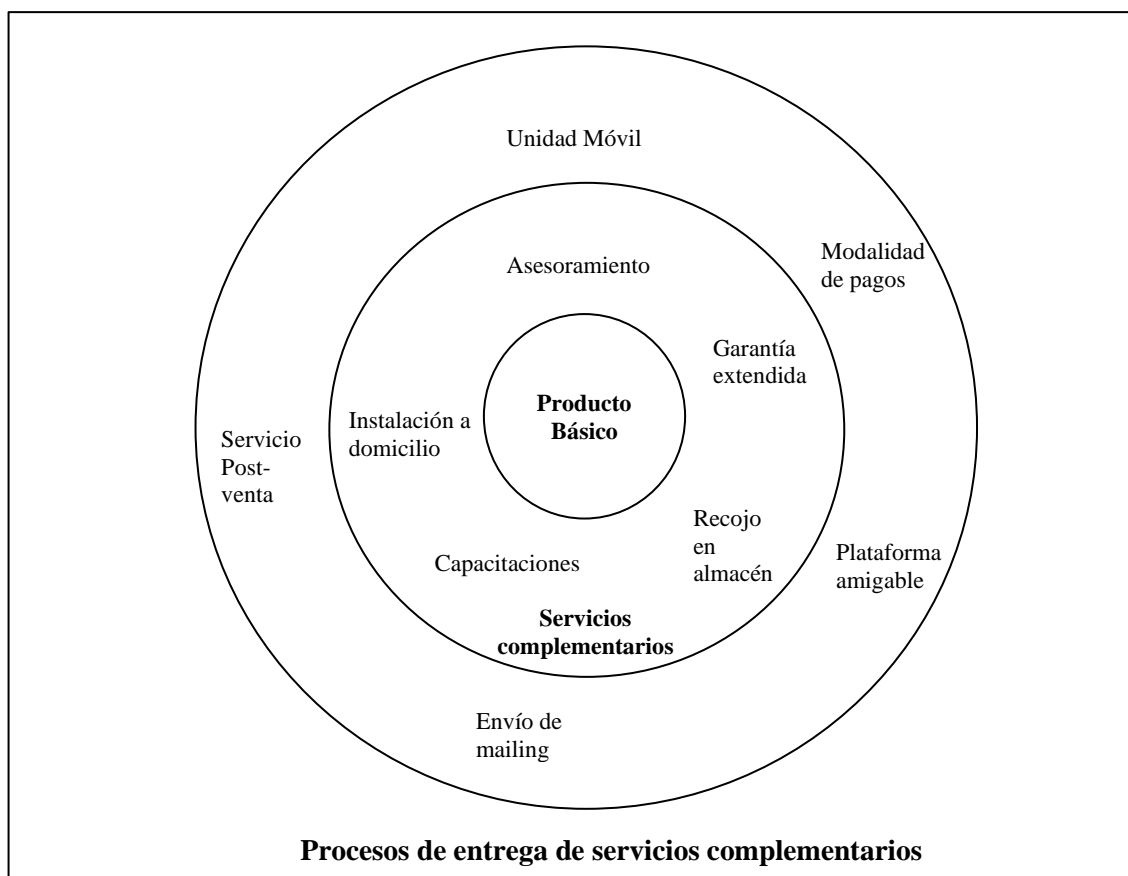 Unidad Móvil
Modalidad
de pagos
Asesoramiento
Garantía
extendida
Producto
Básico
Instalación a
domicilio
Servicio
Post-
venta
Recojo
en
almacén
Capacitaciones
Plataforma
amigable
Servicios
complementarios
Envío de
mailing
Procesos de entrega de servicios complementarios